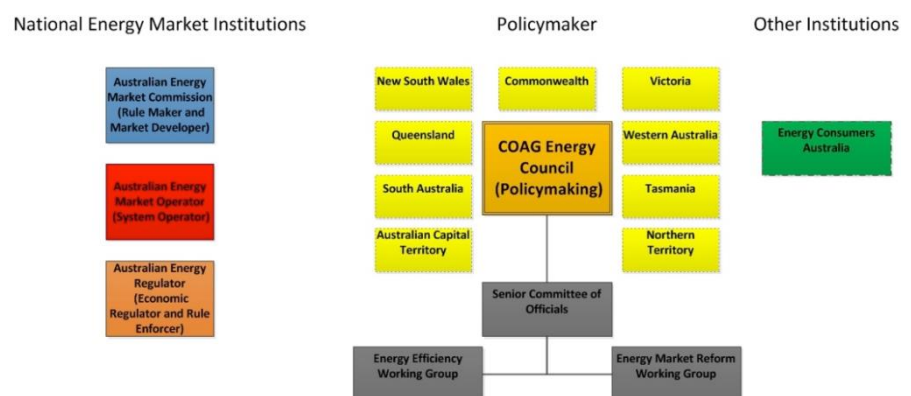 National Energy Market Institutions
Policymaker
Other Institutions
Australian Energy
Market Commission
(Rule Maker and
Market Developer)
Australian Energy
Market Operator
(System Operator)
Australian Energy
Regulator
(Economic
Regulator and Rule
Enforcer)
New South Wales
Commonwealth
Victoria
Queensland
COAG Energy
Council
(Policymaking)
Western Australia
South Australia
Tasmania
Australian Capital
Territory
Northern
Territory
Senior Committee of
Officials
Energy Efficiency
Working Group
Energy Market Reform
Working Group
Energy Consumers
Australia